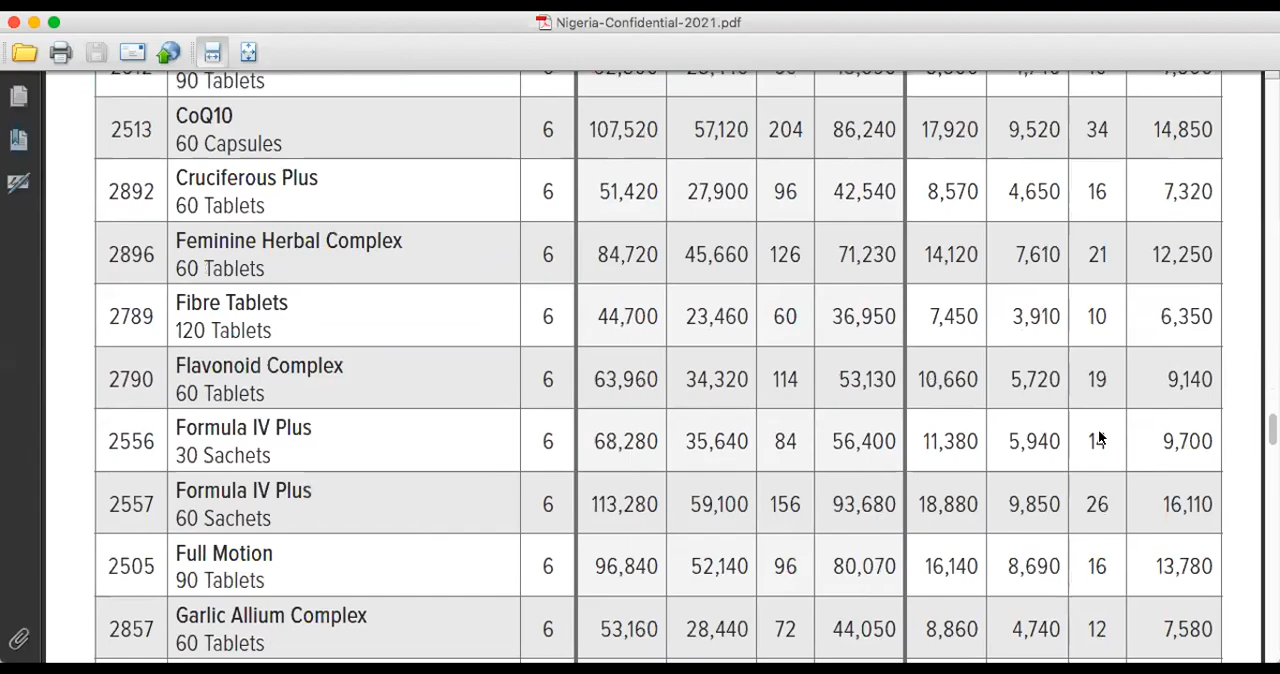 Nigeria-Confidential-2021.pdf
90 Tablets
2513 CoQ10 6 107,520 57,120 204 86,240 17,920 9,520 34 14,850
60 Capsules
2892 Cruciferous Plus 6 51,420 27,900 96 42,540 8,570 4,650 16 7,320
60 Tablets
2896 Feminine Herbal Complex 6 84,720 45,660 126 71,230 14,120 7,610 21 12,250
60 Tablets
2789 Fibre Tablets 6 44,700 23,460 60 36,950 7,450 3,910 10 6,350
120 Tablets
2790 Flavonoid Complex 6 63,960 34,320 114 53,130 10,660 5,720 19 9,140
60 Tablets
2556 Formula IV Plus 6 68,280 35,640 84 56,400 11,380 5,940 9,700
30 Sachets
2557 Formula IV Plus 6 113,280 59,100 156 93,680 18,880 9,850 26 16,110
60 Sachets
2505 Full Motion 6 96,840 52,140 96 80,070 16,140 8,690 16 13,780
90 Tablets
2857 Garlic Allium Complex 6 53,160 28,440 72 44,050 8,860 4,740 12 7,580
60 Tablets